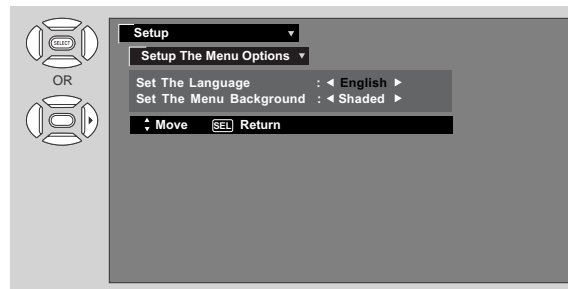 SELECT
OR
Setup ▼
Setup The Menu Options ▼
Set The Language : ◀ English ▶
Set The Menu Background : ◀ Shaded ▶
Move SEL Return